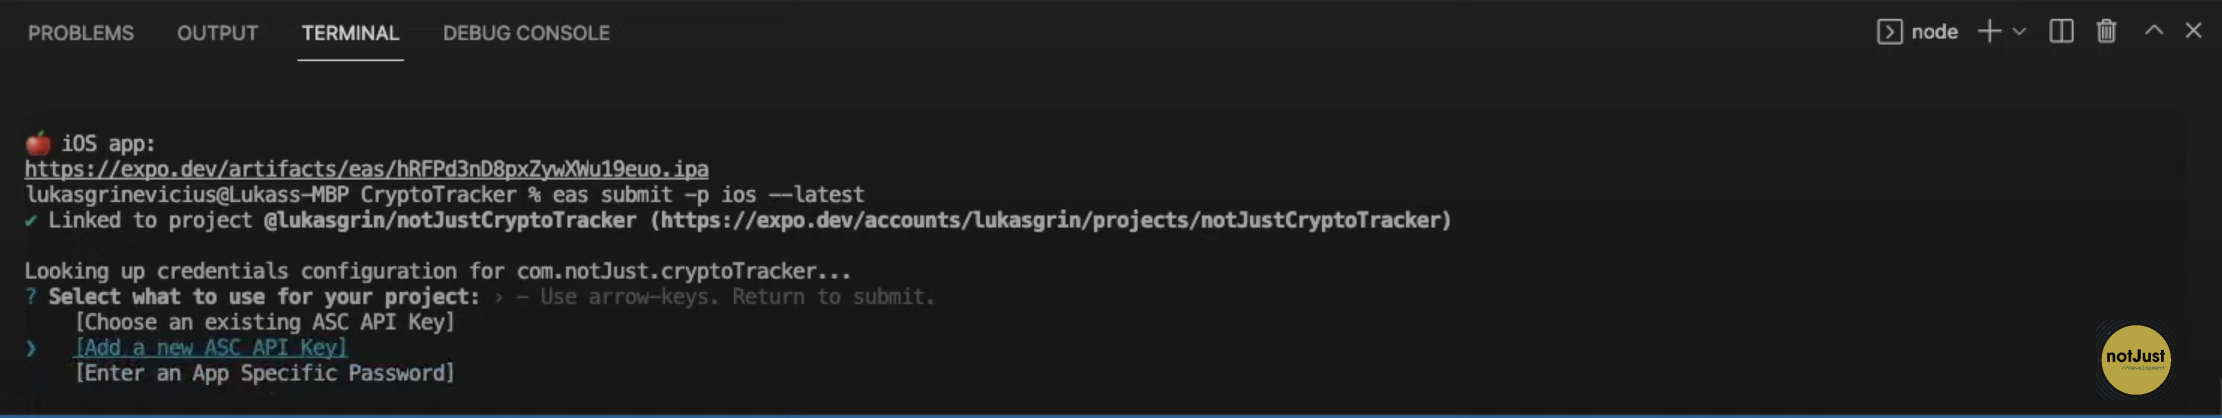 PROBLEMS OUTPUT TERMINAL DEBUG CONSOLE node
iOS app:
https://expo.dev/artifacts/eas/hRFPd3nD8pxZywXWu19euo.ipa
lukasgrinevicius@Lukass-MBP CryptoTracker % eas submit -p ios --latest
✔ Linked to project @lukasgrin/notJustCryptoTracker (https://expo.dev/accounts/lukasgrin/projects/notJustCryptoTracker)
Looking up credentials configuration for com.notJust.cryptoTracker...
? Select what to use for your project: › - Use arrow-keys. Return to submit.
[Choose an existing ASC API Key]
❯ [Add a new ASC API Key]
[Enter an App Specific Password]
notJust
//development